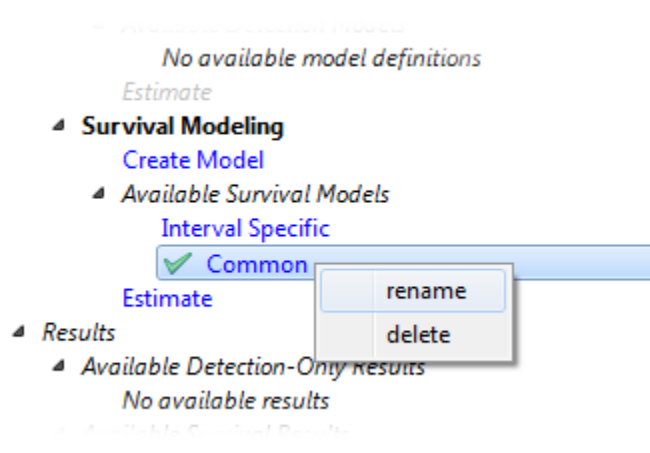 No available model definitions
Estimate
Survival Modeling
Create Model
Available Survival Models
Interval Specific
Common
rename
Estimate
delete
Results
Available Detection-Only Results
No available results